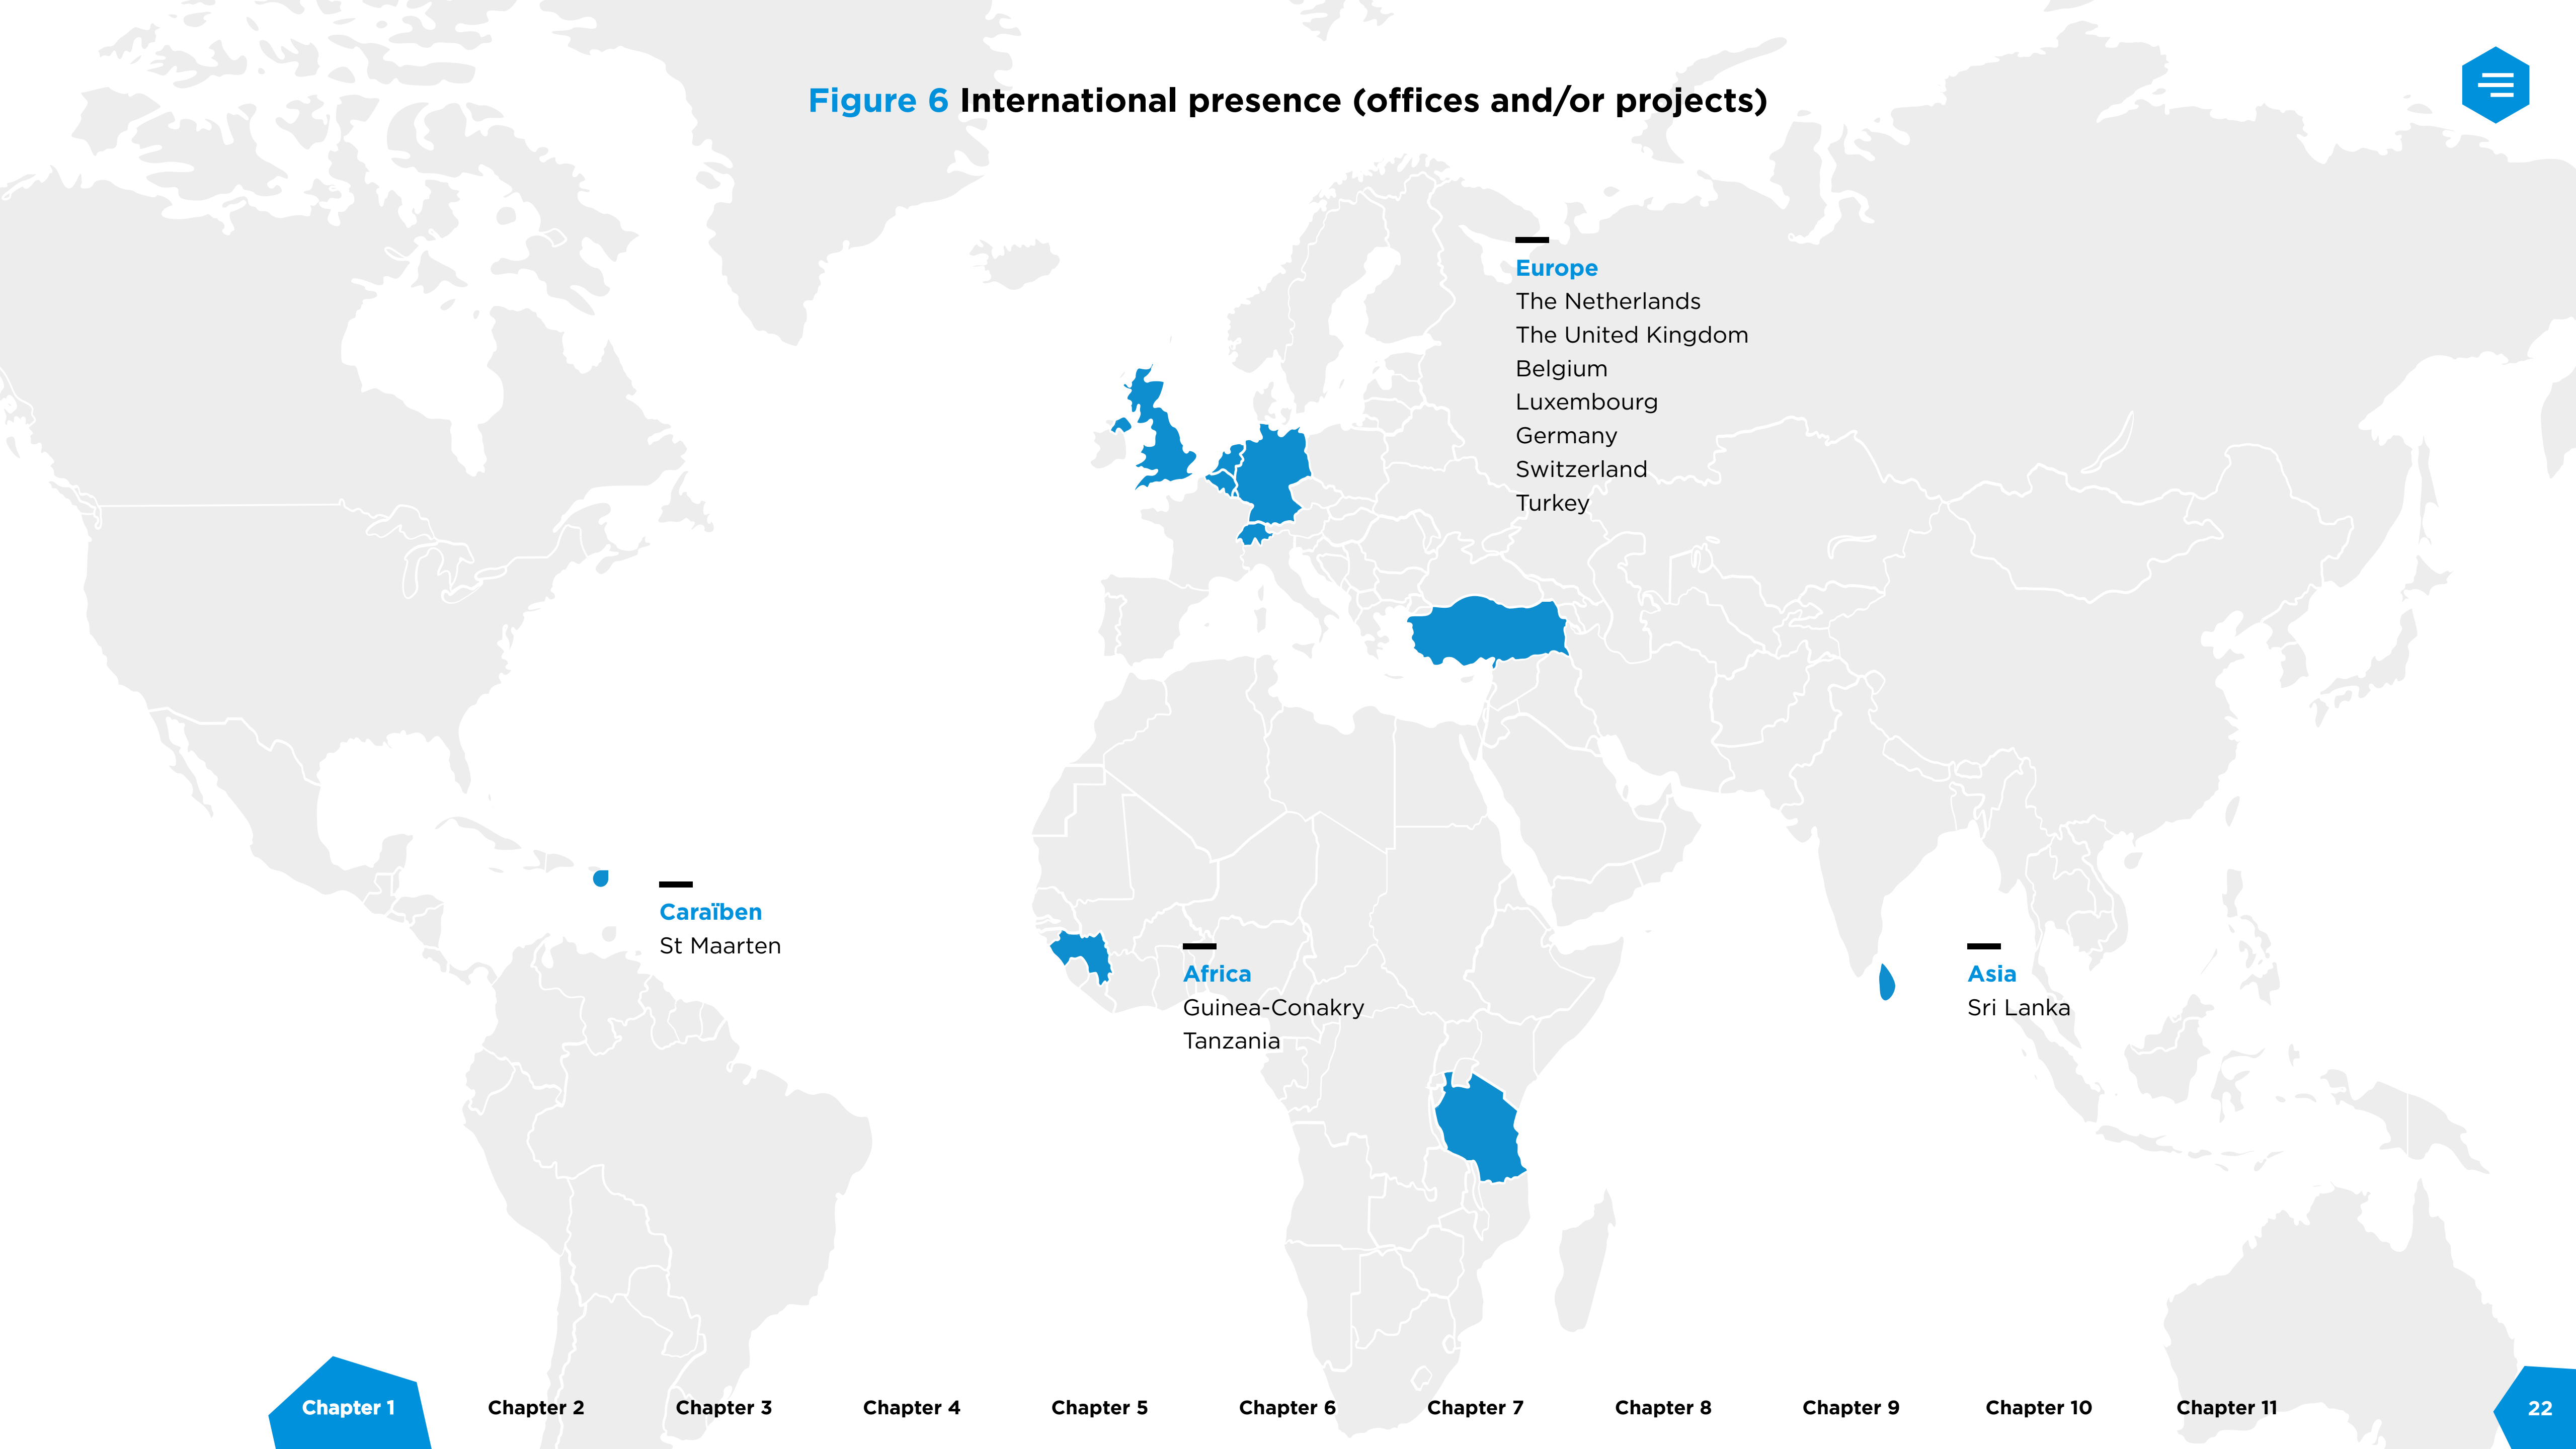 Figure 6 International presence (offices and/or projects)
Europe
The Netherlands
The United Kingdom
Belgium
Luxembourg
Germany
Switzerland
Turkey
Caraïben
St Maarten
Africa
Guinea-Conakry
Tanzania
Asia
Sri Lanka
Chapter 1 Chapter 2 Chapter 3 Chapter 4 Chapter 5 Chapter 6 Chapter 7 Chapter 8 Chapter 9 Chapter 10 Chapter 11 22